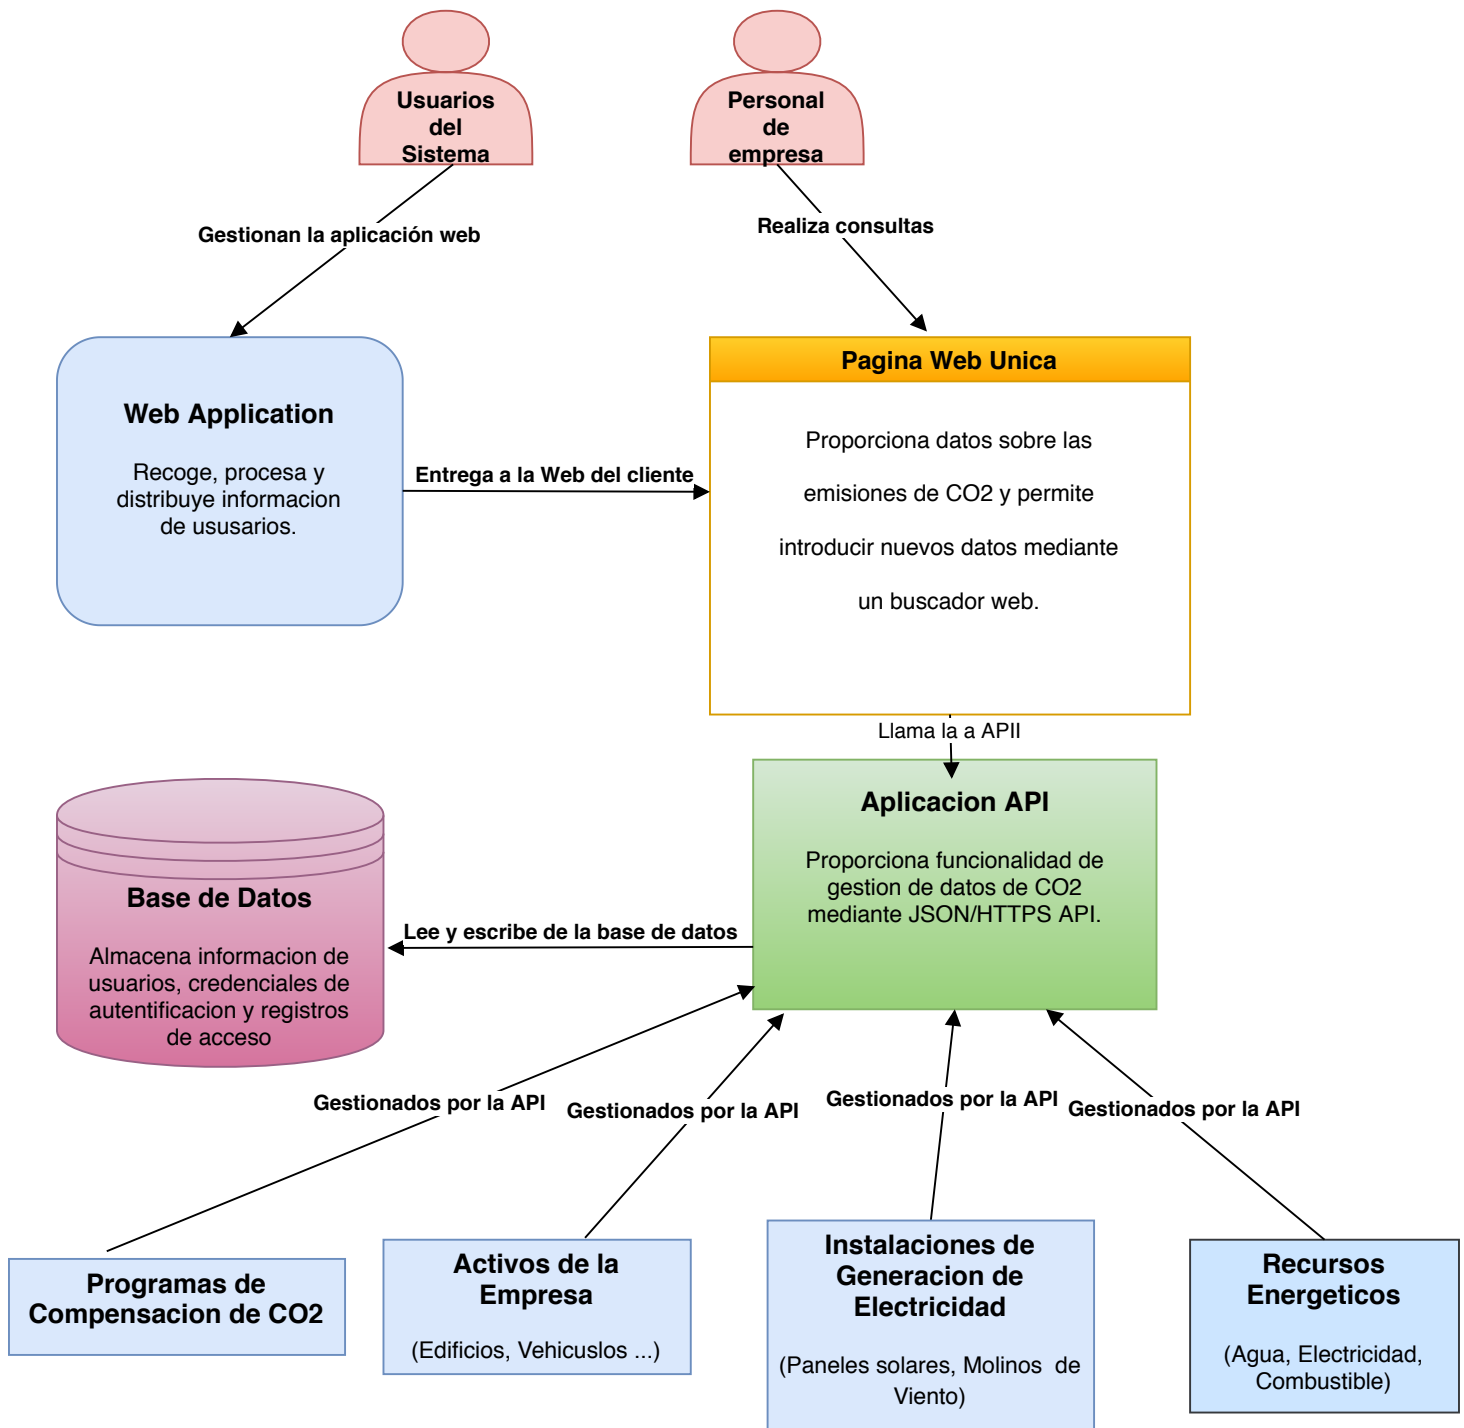 Usuarios
del
Sistema
Personal
de
empresa
Gestionan la aplicación web
Realiza consultas
Web Application
Recoge, procesa y
distribuye informacion
de ususarios.
Entrega a la Web del cliente
Pagina Web Unica
Proporciona datos sobre las
emisiones de CO2 y permite
introducir nuevos datos mediante
un buscador web.
Llama la a APII
Aplicacion API
Proporciona funcionalidad de
gestion de datos de CO2
mediante JSON/HTTPS API.
Base de Datos
Almacena informacion de
usuarios, credenciales de
autentificacion y registros
de acceso
Lee y escribe de la base de datos
Gestionados por la API
Gestionados por la API
Gestionados por la API
Gestionados por la API
Programas de
Compensacion de CO2
Activos de la
Empresa
(Edificios, Vehicuslos ...)
Instalaciones de
Generacion de
Electricidad
(Paneles solares, Molinos de
Viento)
Recursos
Energeticos
(Agua, Electricidad,
Combustible)